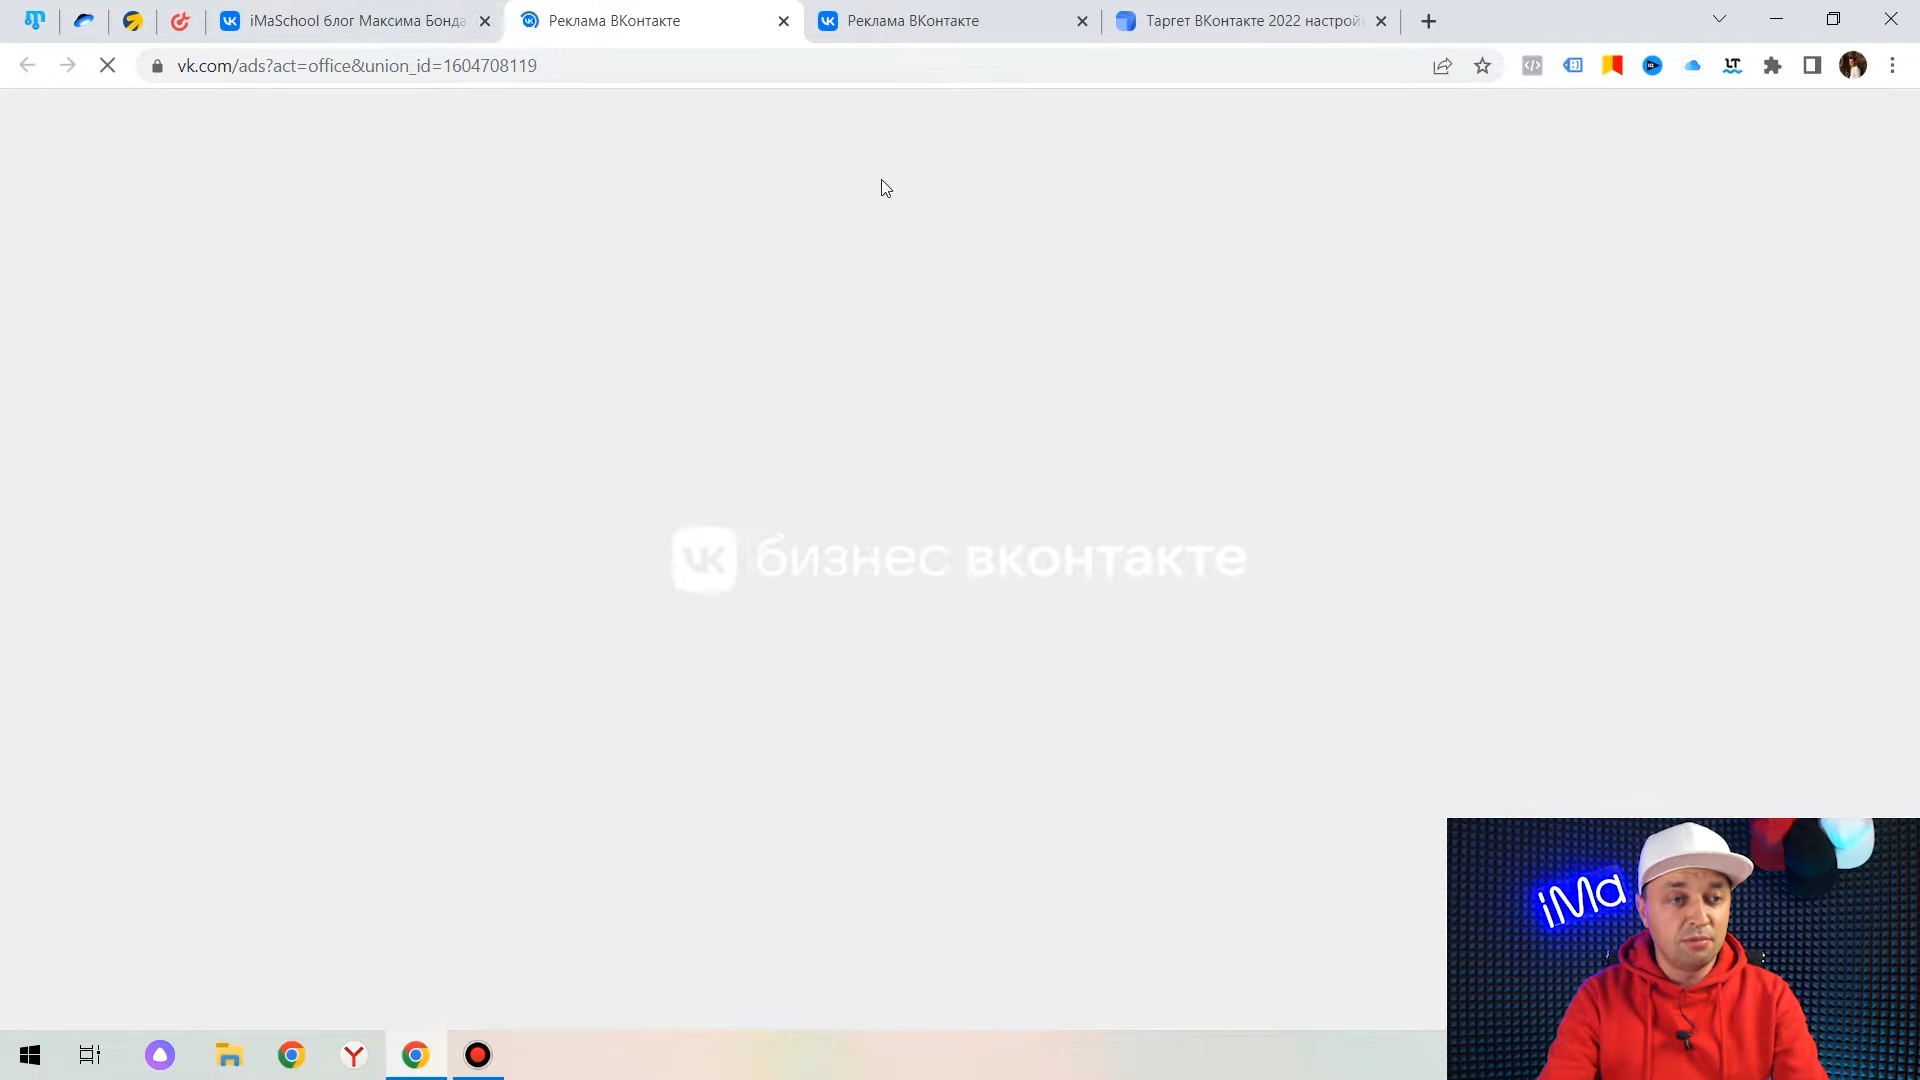 iMaSchool блог Максима Бонда
Реклама ВКонтакте
Реклама ВКонтакте
Таргет ВКонтакте 2022 настрой
vk.com/ads?act=office&union_id=1604708119
VK бизнес вконтакте
iMa